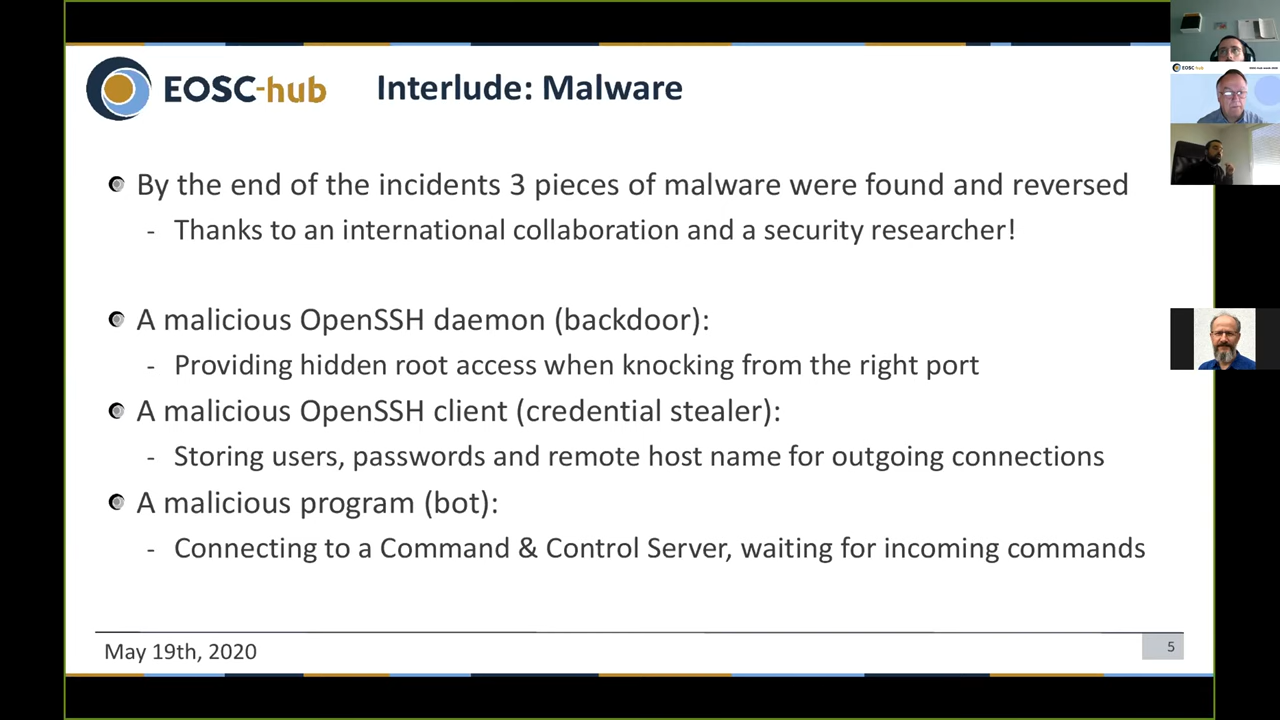 EOSC-hub
Interlude: Malware
By the end of the incidents 3 pieces of malware were found and reversed
- Thanks to an international collaboration and a security researcher!
A malicious OpenSSH daemon (backdoor):
- Providing hidden root access when knocking from the right port
A malicious OpenSSH client (credential stealer):
- Storing users, passwords and remote host name for outgoing connections
A malicious program (bot):
- Connecting to a Command & Control Server, waiting for incoming commands
May 19th, 2020
5